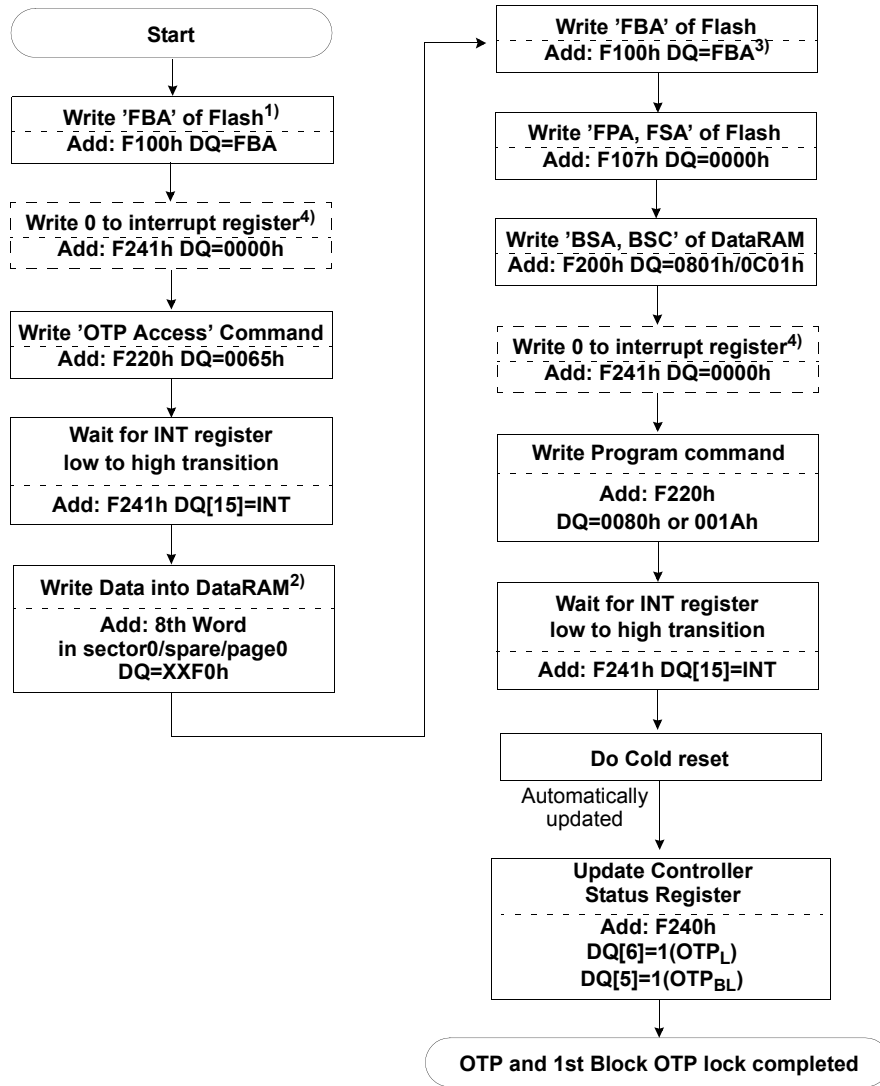 Start
Write ’FBA’ of Flash1)
Add: F100h DQ=FBA
Write 0 to interrupt register4)
Add: F241h DQ=0000h
Write ’OTP Access’ Command
Add: F220h DQ=0065h
Wait for INT register
low to high transition
Add: F241h DQ[15]=INT
Write Data into DataRAM2)
Add: 8th Word
in sector0/spare/page0
DQ=XXF0h
Write ’FBA’ of Flash
Add: F100h DQ=FBA3)
Write ’FPA, FSA’ of Flash
Add: F107h DQ=0000h
Write ’BSA, BSC’ of DataRAM
Add: F200h DQ=0801h/0C01h
Write 0 to interrupt register4)
Add: F241h DQ=0000h
Write Program command
Add: F220h
DQ=0080h or 001Ah
Wait for INT register
low to high transition
Add: F241h DQ[15]=INT
Do Cold reset
Automatically
updated
Update Controller
Status Register
Add: F240h
DQ[6]=1(OTPL)
DQ[5]=1(OTPBL)
OTP and 1st Block OTP lock completed